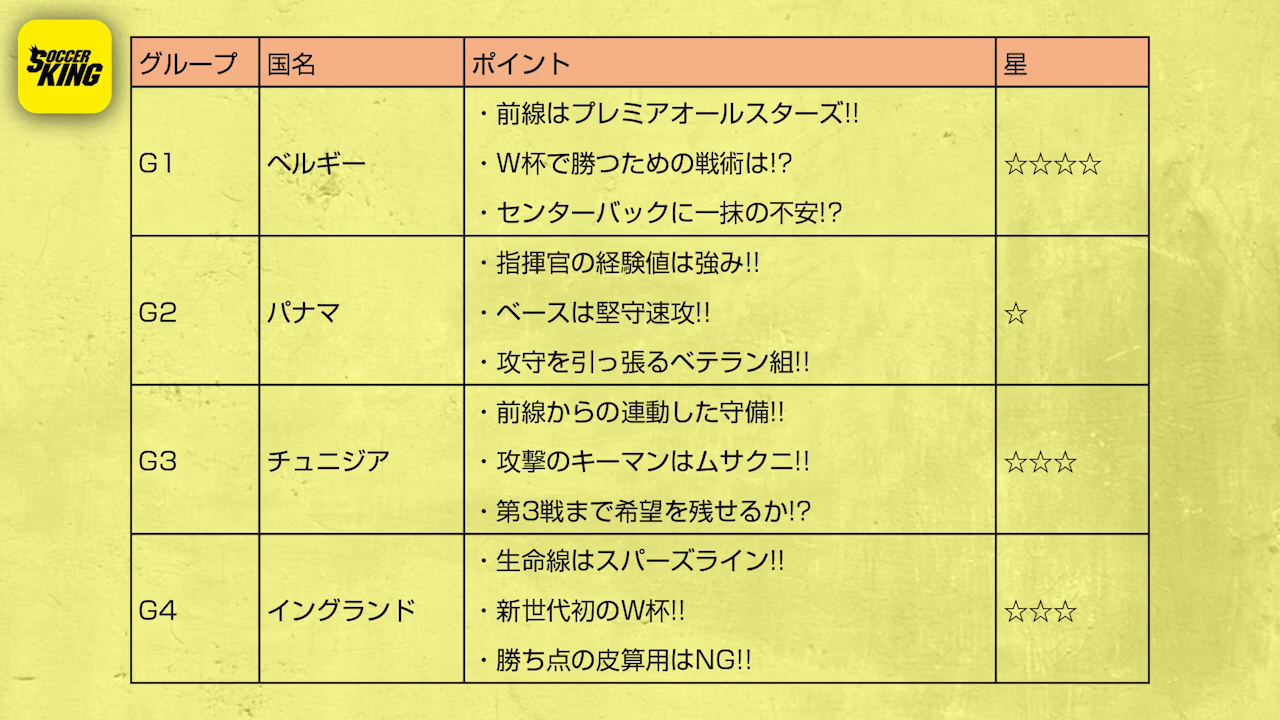 SOCCER
KING
グループ 国名 ポイント 星
・前線はプレミアオールスターズ!!
G1 ベルギー ・W杯で勝つための戦術は!? ☆☆☆☆
・センターバックに一抹の不安!?
・指揮官の経験値は強み!!
G2 パナマ ・ベースは堅守速攻!! ☆
・攻守を引っ張るベテラン組!!
・前線からの連動した守備!!
G3 チュニジア ・攻撃のキーマンはムサクニ!! ☆☆☆
・第3戦まで希望を残せるか!?
・生命線はスパーズライン!!
G4 イングランド ・新世代初のW杯!! ☆☆☆
・勝ち点の皮算用はNG!!